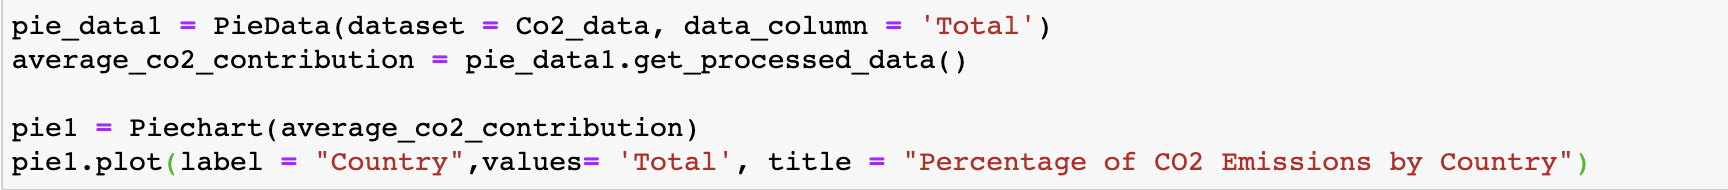 pie_data1 = PieData(dataset = Co2_data, data_column = 'Total')
average_co2_contribution = pie_data1.get_processed_data()
pie1 = Piechart(average_co2_contribution)
pie1.plot(label = "Country",values= 'Total', title = "Percentage of CO2 Emissions by Country")